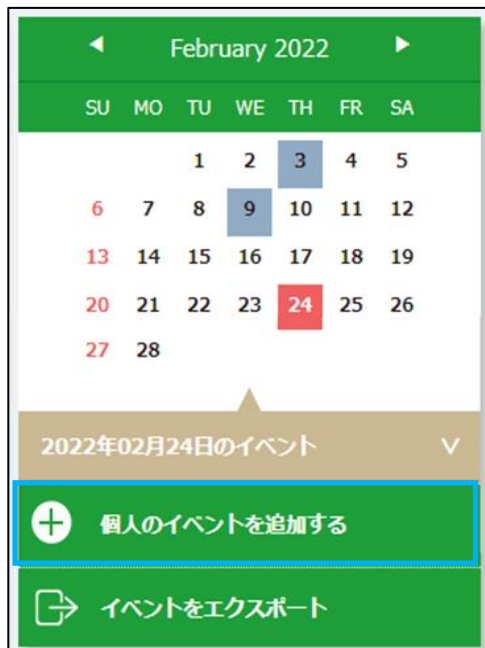 February 2022
SU MO TU WE TH FR SA
1 2 3 4 5
6 7 8 9 10 11 12
13 14 15 16 17 18 19
20 21 22 23 24 25 26
27 28
2022年02月24日のイベント
個人のイベントを追加する
イベントをエクスポート